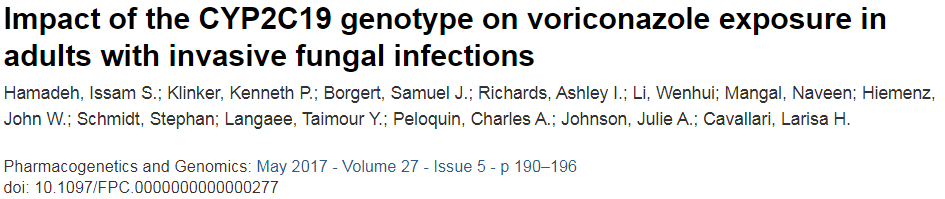 Impact of the CYP2C19 genotype on voriconazole exposure in
adults with invasive fungal infections
Hamadeh, Issam S.; Klinker, Kenneth P.; Borgert, Samuel J.; Richards, Ashley I.; Li, Wenhui; Mangal, Naveen; Hiemenz,
John W.; Schmidt, Stephan; Langaee, Taimour Y.; Peloquin, Charles A.; Johnson, Julie A.; Cavallari, Larisa H.
Pharmacogenetics and Genomics: May 2017 - Volume 27 - Issue 5 - p 190–196
doi: 10.1097/FPC.0000000000000277